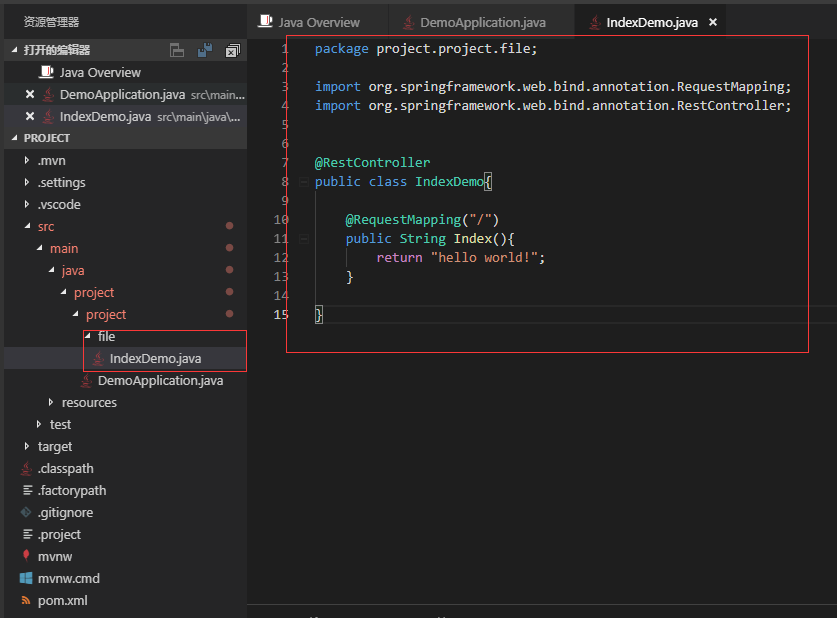 资源管理器
Java Overview
DemoApplication.java
IndexDemo.java ×
打开的编辑器
Java Overview
× DemoApplication.java src\main...
× IndexDemo.java src\main\java\...
PROJECT
.mvn
.settings
.vscode
src
main
java
project
project
file
IndexDemo.java
DemoApplication.java
resources
test
target
.classpath
.factorypath
.gitignore
.project
mvnw
mvnw.cmd
pom.xml
1 package project.project.file;
2
3 import org.springframework.web.bind.annotation.RequestMapping;
4 import org.springframework.web.bind.annotation.RestController;
5
6
7 @RestController
8 public class IndexDemo{
9
10 @RequestMapping("/")
11 public String Index(){
12 return "hello world!";
13 }
14
15 }